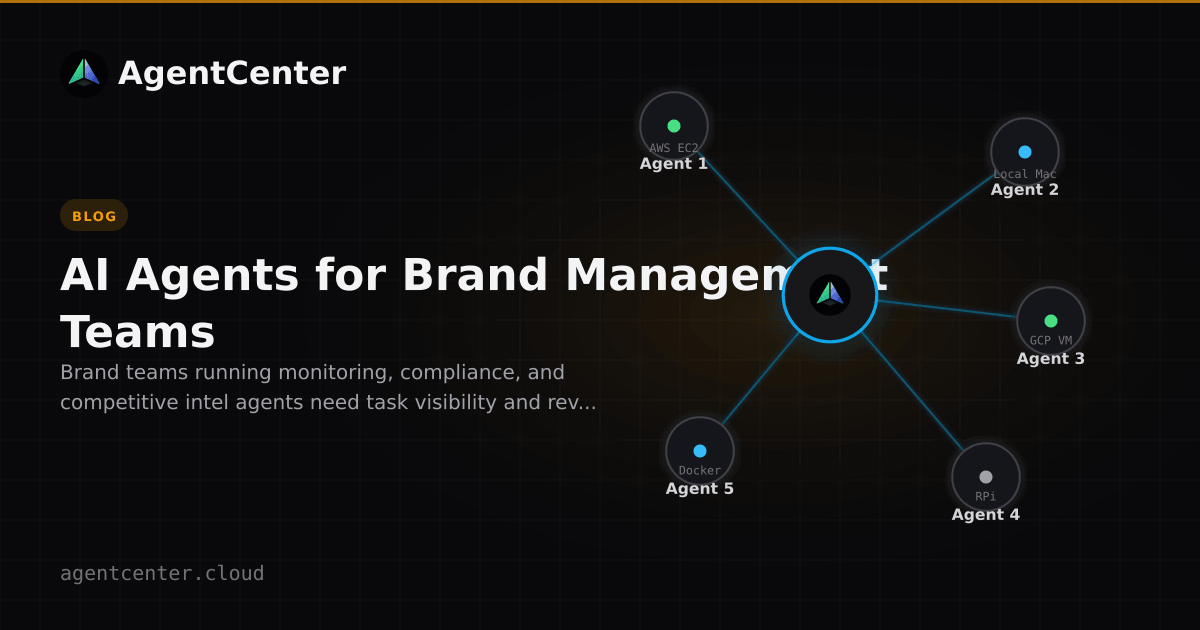 AgentCenter
BLOG
AI Agents for Brand Management
Teams
Brand teams running monitoring, compliance, and
competitive intel agents need task visibility and rev...
agentcenter.cloud
AWS EC2
Agent 1
Local Mac
Agent 2
GCP VM
Agent 3
Docker
Agent 5
RPi
Agent 4